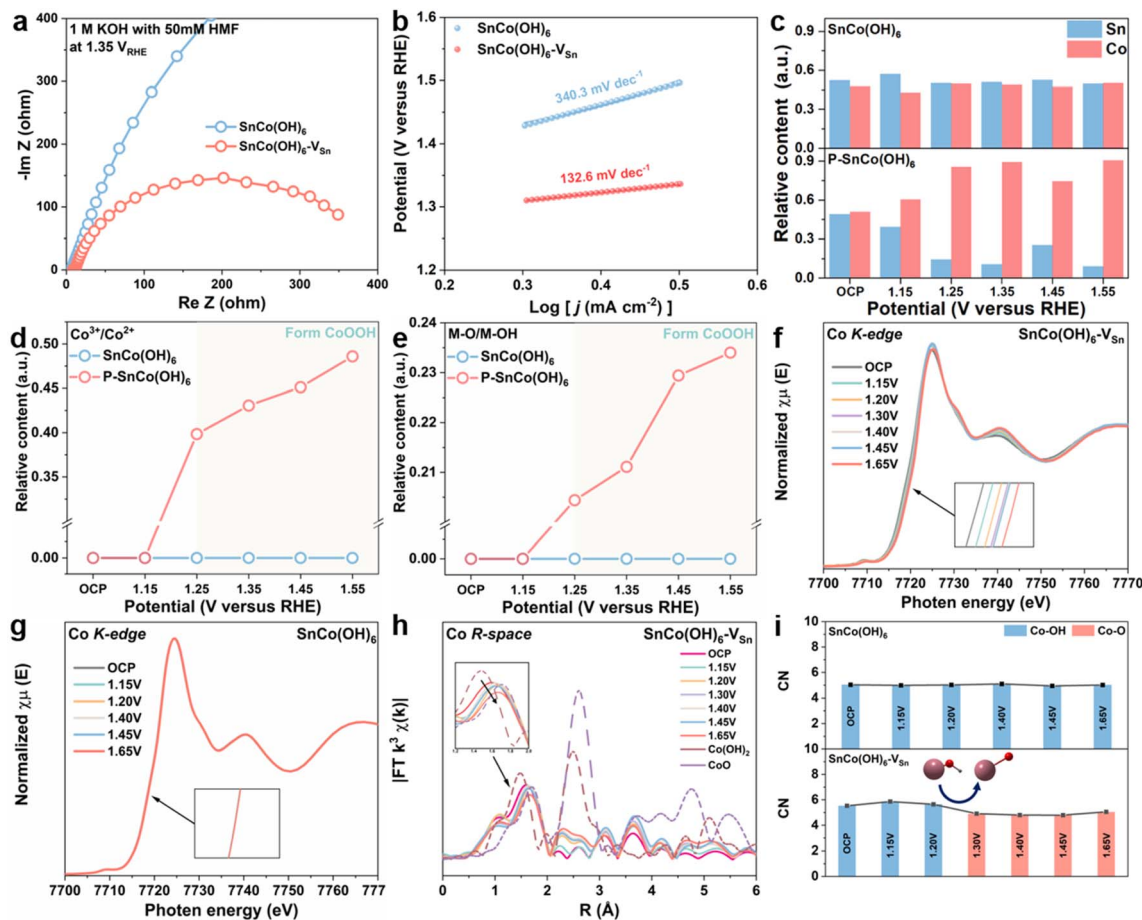 a
1 M KOH with 50mM HMF
at 1.35 V_RHE
SnCo(OH)₆
SnCo(OH)₆-V_Sn
400
300
200
100
0
0
200
400
-Im Z (ohm)
Re Z (ohm)
b
SnCo(OH)₆
SnCo(OH)₆-V_Sn
340.3 mV dec⁻¹
132.6 mV dec⁻¹
1.6
1.5
1.4
1.3
1.2
0.2
0.3
0.4
0.5
0.6
Potential (V versus RHE)
Log [ j (mA cm⁻²) ]
c
SnCo(OH)₆
Sn
Co
0.9
0.6
0.3
0.0
P-SnCo(OH)₆
0.9
0.6
0.3
0.0
OCP
1.15
1.25
1.35
1.45
1.55
Relative content (a.u.)
Potential (V versus RHE)
d
Co³⁺/Co²⁺
Form CoOOH
SnCo(OH)₆
P-SnCo(OH)₆
0.50
0.45
0.40
0.35
0.00
OCP
1.15
1.25
1.35
1.45
1.55
Relative content (a.u.)
Potential (V versus RHE)
e
M-O/M-OH
Form CoOOH
SnCo(OH)₆
P-SnCo(OH)₆
0.24
0.23
0.22
0.21
0.00
OCP
1.15
1.25
1.35
1.45
1.55
Relative content (a.u.)
Potential (V versus RHE)
f
Co K-edge
SnCo(OH)₆-V_Sn
OCP
1.15V
1.20V
1.30V
1.40V
1.45V
1.65V
7700
7720
7730
7740
7750
7760
7770
Normalized χμ (E)
Photen energy (eV)
g
Co K-edge
SnCo(OH)₆
OCP
1.15V
1.20V
1.40V
1.45V
1.65V
7700
7720
7730
7740
7750
7760
7777
Normalized χμ (E)
Photen energy (eV)
h
Co R-space
SnCo(OH)₆-V_Sn
OCP
1.15V
1.20V
1.30V
1.40V
1.45V
1.65V
Co(OH)₂
CoO
0
1
2
3
4
5
6
|FT k³ χ(k)|
R (Å)
i
SnCo(OH)₆
Co-OH
Co-O
10
8
6
4
2
10
CN
OCP
1.15V
1.20V
1.40V
1.45V
1.65V
SnCo(OH)₆-V_Sn
8
6
4
2
0
CN
OCP
1.15V
1.20V
1.30V
1.40V
1.45V
1.65V